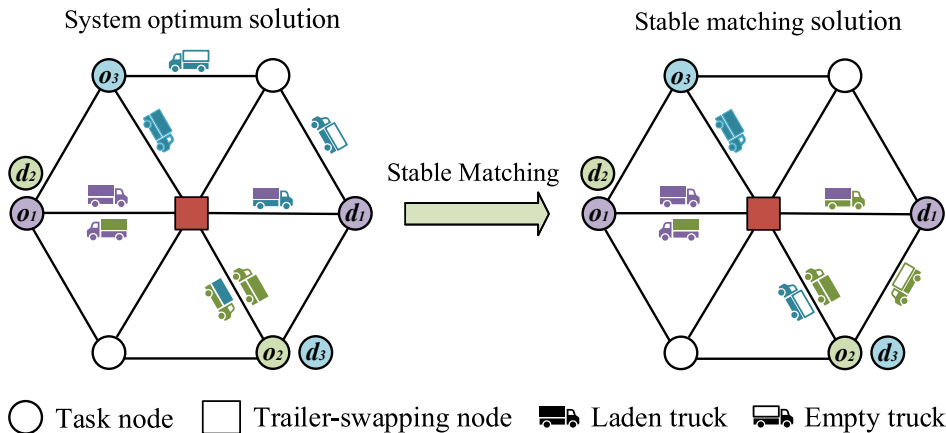 System optimum solution
Stable matching solution
o3
d2
o1
d1
o2
d3
Stable Matching
o3
d2
o1
d1
o2
d3
Task node
Trailer-swapping node
Laden truck
Empty truck